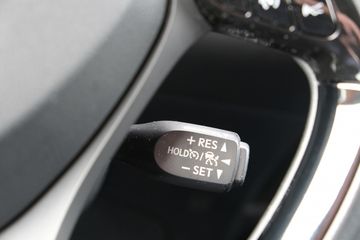 + RES ▲
HOLD / ◄
− SET ▼